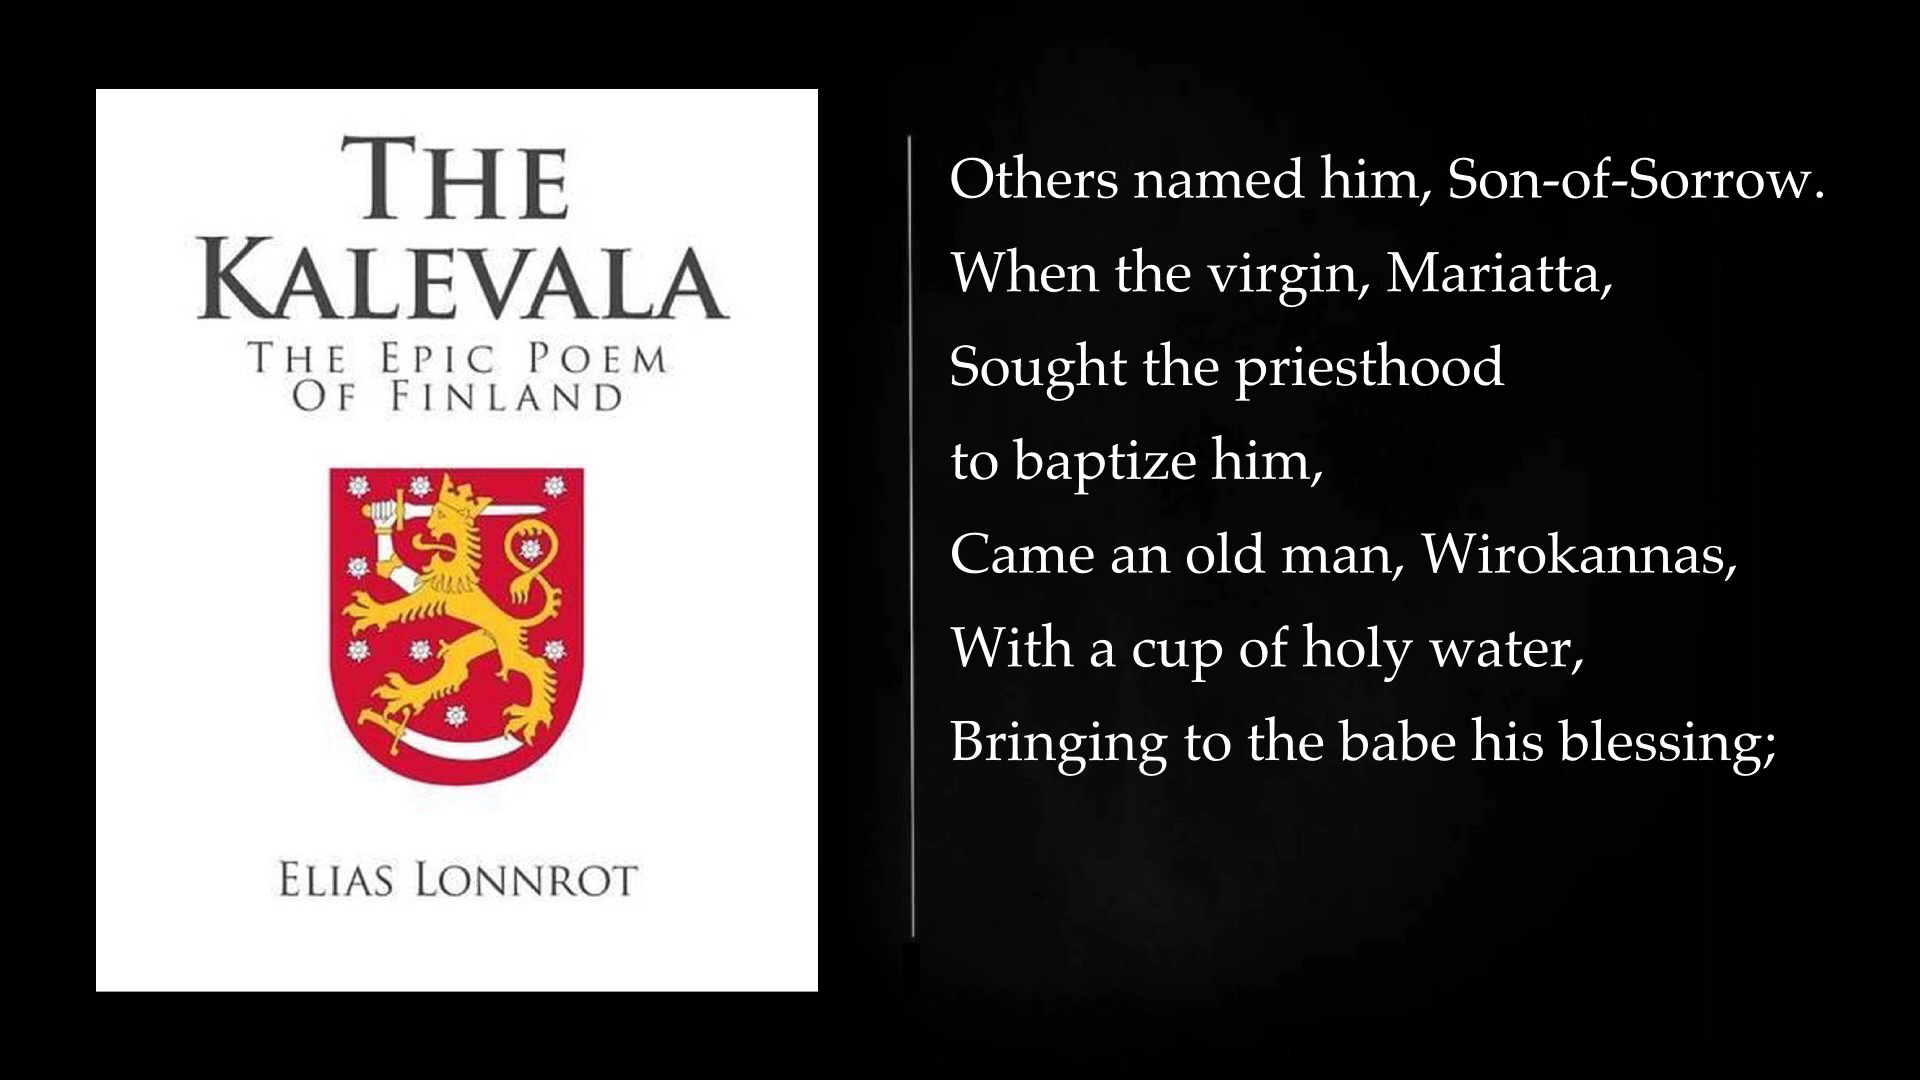 THE
KALEVALA
THE EPIC POEM
OF FINLAND
ELIAS LONNROT
Others named him, Son-of-Sorrow.
When the virgin, Mariatta,
Sought the priesthood
to baptize him,
Came an old man, Wirokannas,
With a cup of holy water,
Bringing to the babe his blessing;